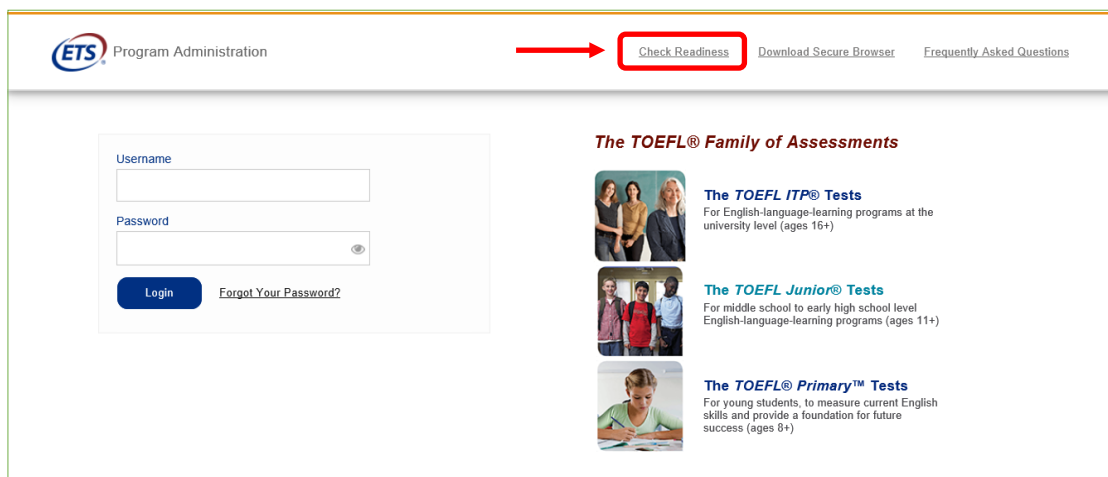 ETS® Program Administration
Check Readiness
Download Secure Browser
Frequently Asked Questions
Username
Password
Login
Forgot Your Password?
The TOEFL® Family of Assessments
The TOEFL ITP® Tests
For English-language-learning programs at the
university level (ages 16+)
The TOEFL Junior® Tests
For middle school to early high school level
English-language-learning programs (ages 11+)
The TOEFL® Primary™ Tests
For young students, to measure current English
skills and provide a foundation for future
success (ages 8+)